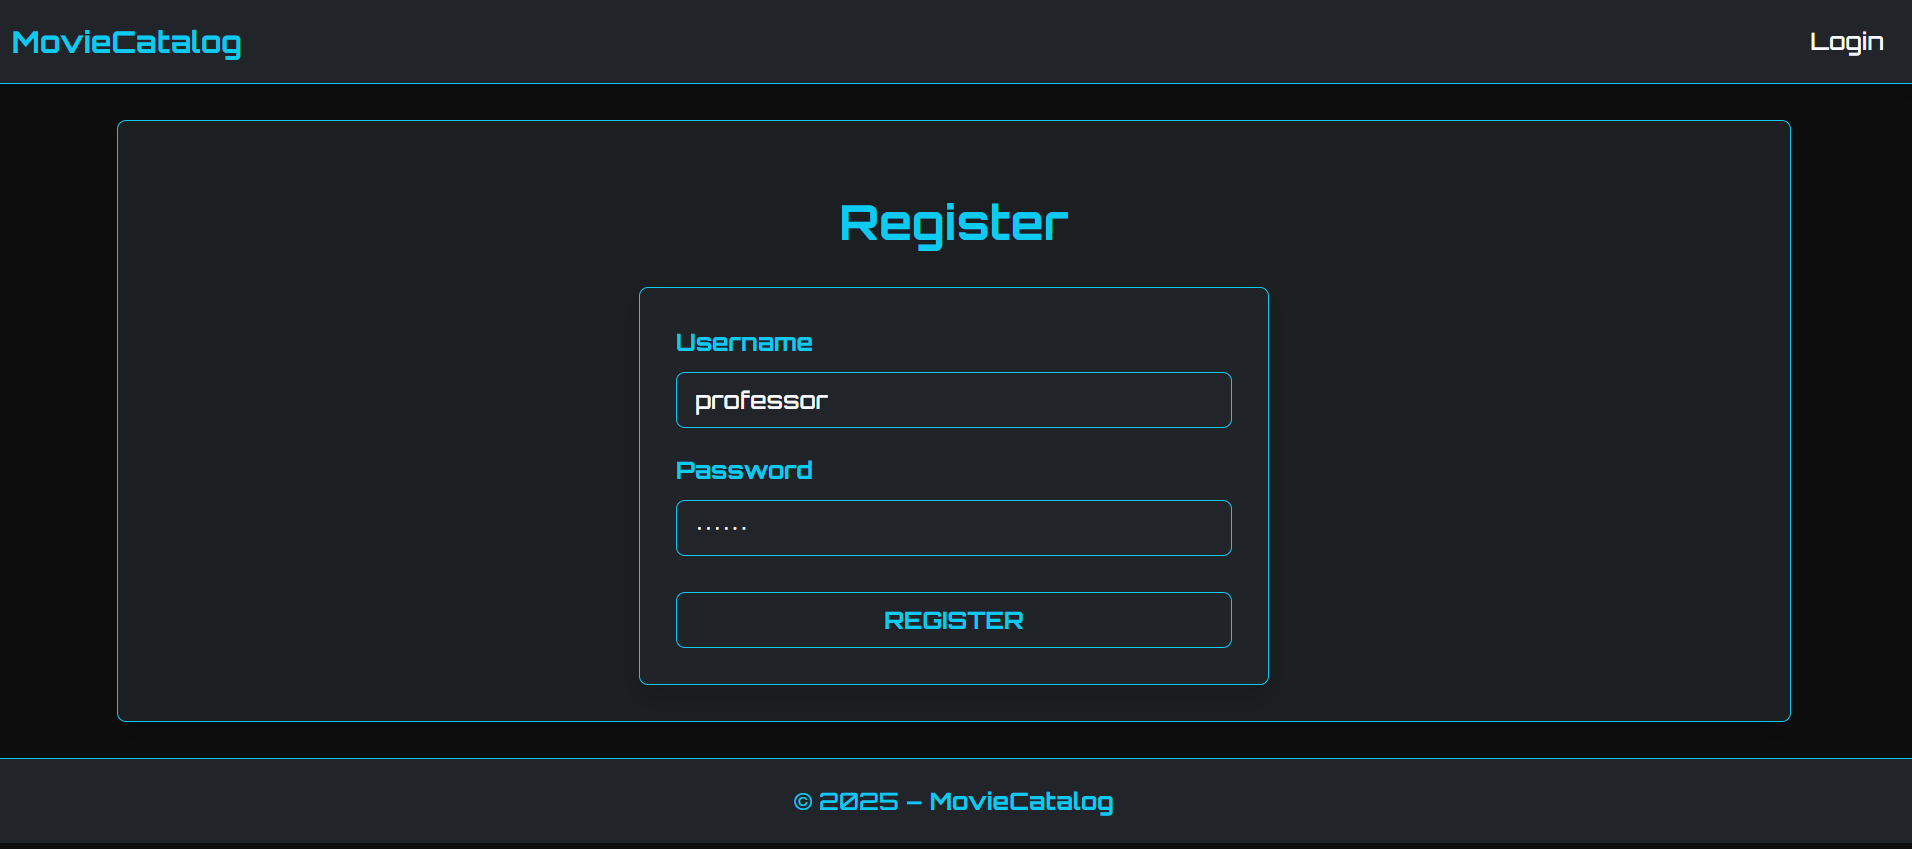 MovieCatalog
Login
Register
Username
professor
Password
······
REGISTER
© 2025 – MovieCatalog